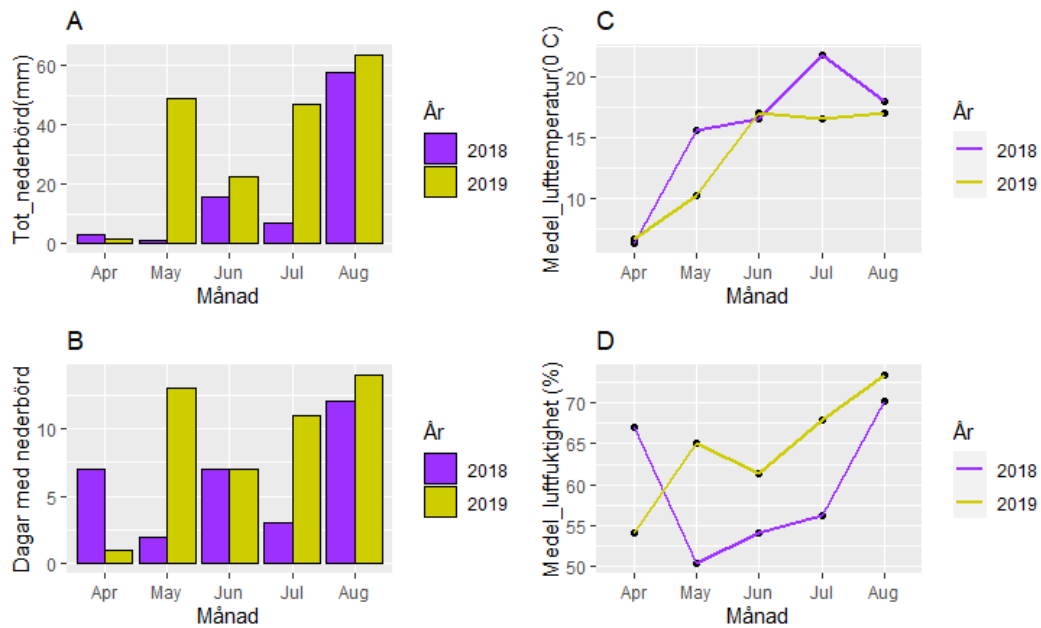 A
Tot_nederbörd(mm)
60
40
20
0
Apr May Jun Jul Aug
Månad
År
2018
2019
C
Medel_lufttemperatur(0 C)
20
15
10
Apr May Jun Jul Aug
Månad
År
2018
2019
B
Dagar med nederbörd
10
5
0
Apr May Jun Jul Aug
Månad
År
2018
2019
D
Medel_luftfuktighet (%)
70
65
60
55
50
Apr May Jun Jul Aug
Månad
År
2018
2019